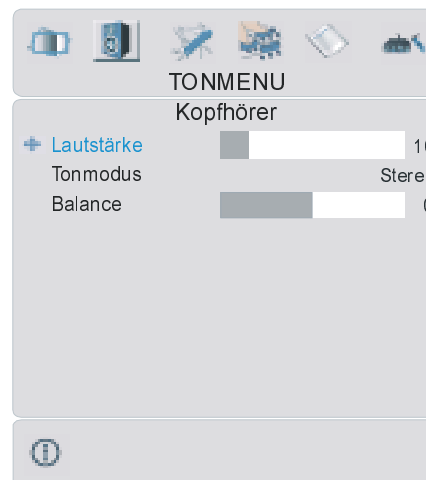 TONMENU
Kopfhörer
Lautstärke
Tonmodus
Balance